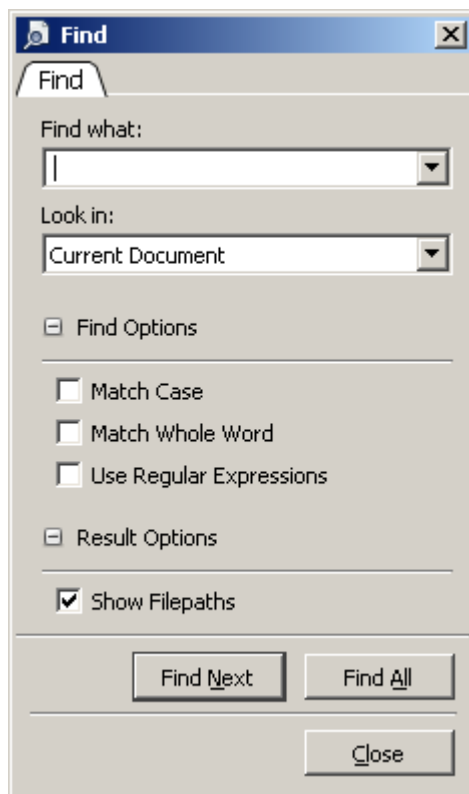 Find
Find
Find what:
Look in:
Current Document
Find Options
Match Case
Match Whole Word
Use Regular Expressions
Result Options
Show Filepaths
Find Next Find All
Close